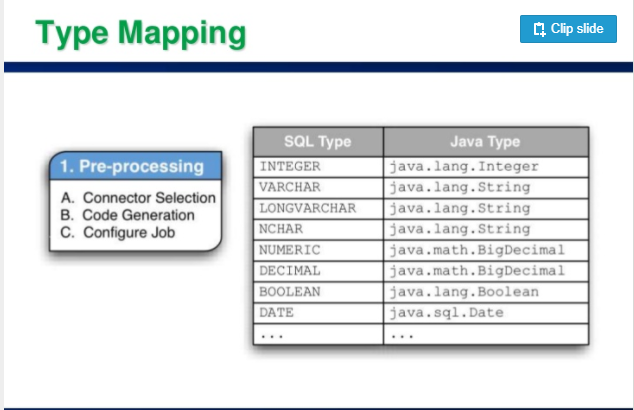 Type Mapping
Clip slide
1. Pre-processing
A. Connector Selection
B. Code Generation
C. Configure Job
SQL Type Java Type
INTEGER java.lang.Integer
VARCHAR java.lang.String
LONGVARCHAR java.lang.String
NCHAR java.lang.String
NUMERIC java.math.BigDecimal
DECIMAL java.math.BigDecimal
BOOLEAN java.lang.Boolean
DATE java.sql.Date
... ...